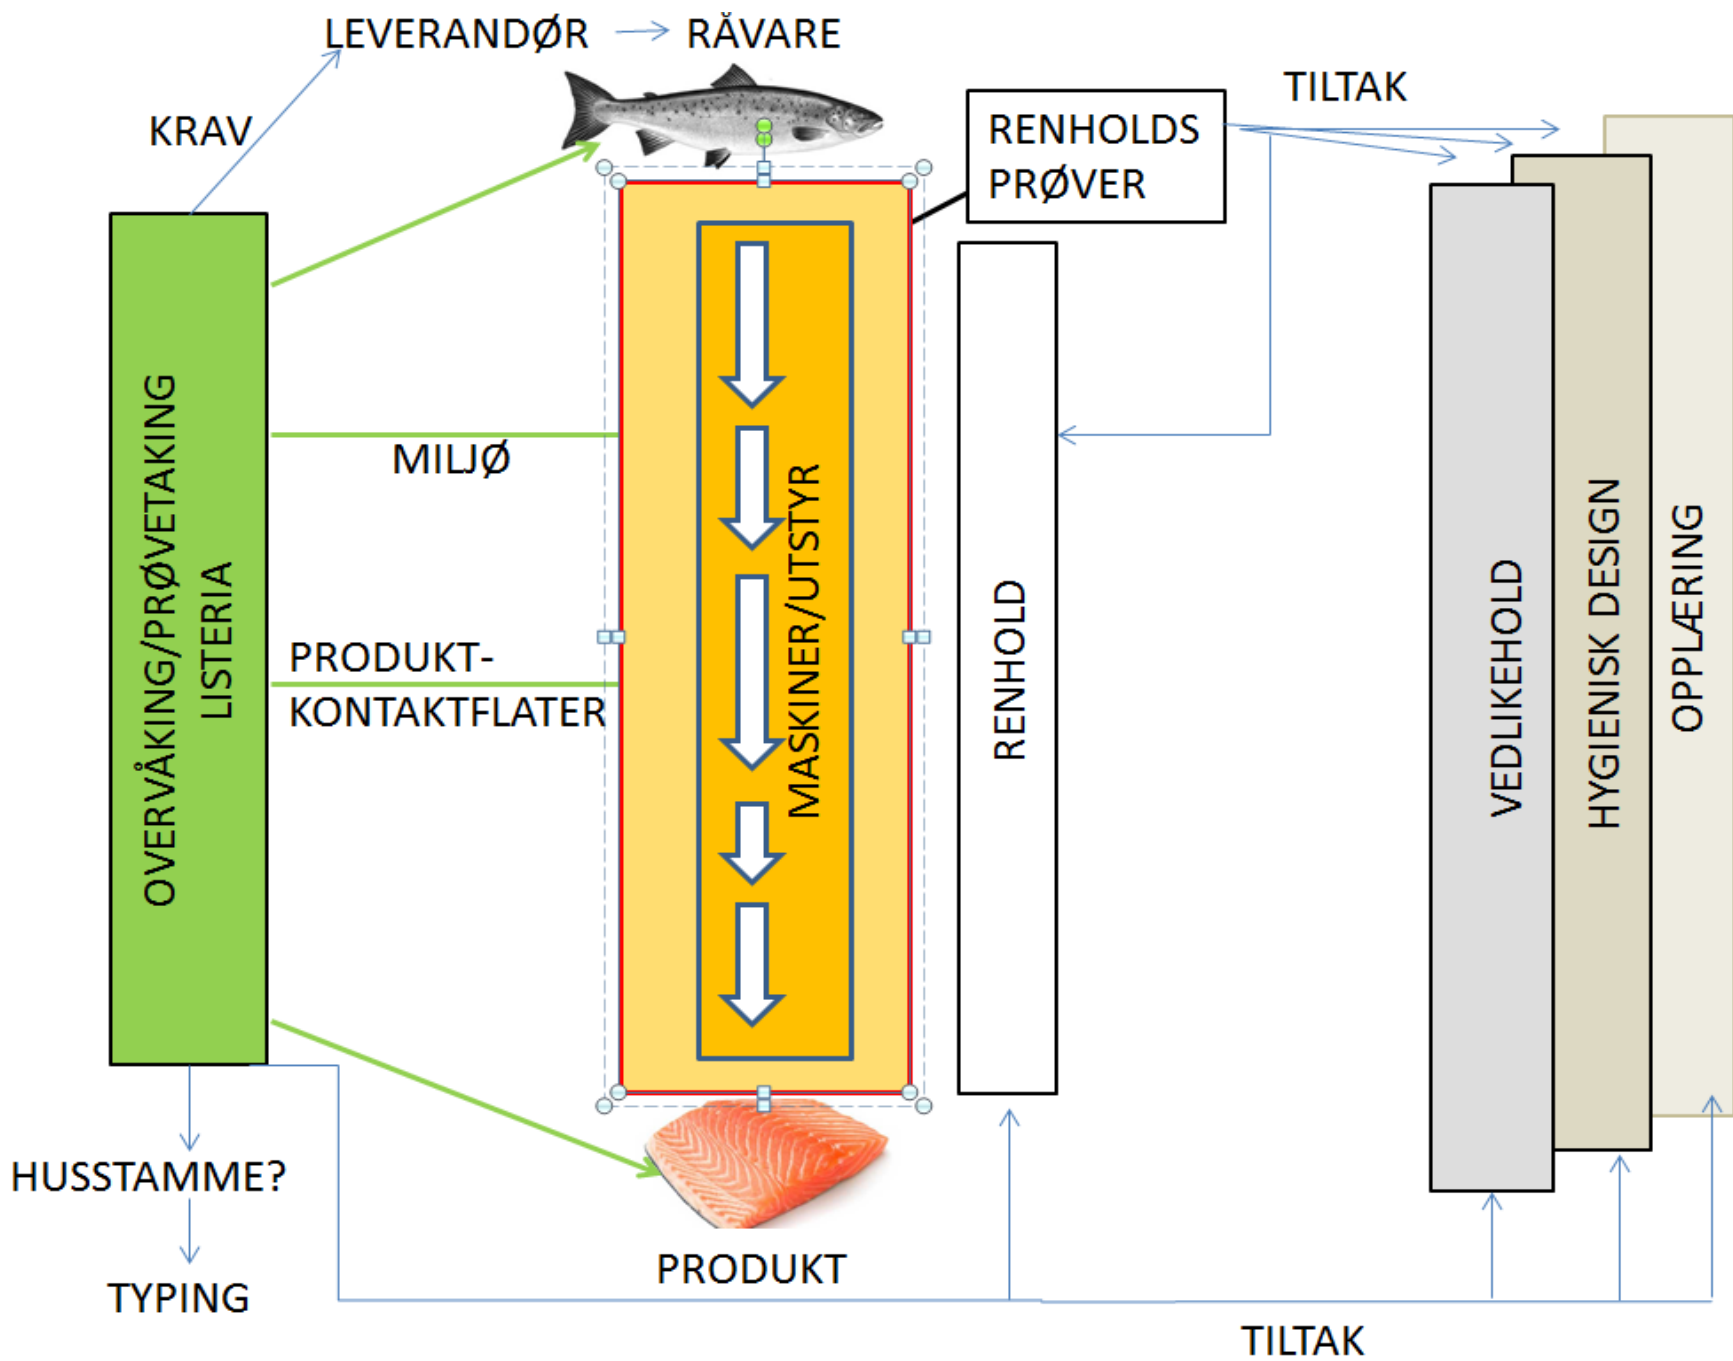 LEVERANDØR
RÅVARE
KRAV
TILTAK
RENHOLDS
PRØVER
OVERVÅKING/PRØVETAKING
LISTERIA
MILJØ
PRODUKT-
KONTAKTFLATER
MASKINER/UTSTYR
RENHOLD
VEDLIKEHOLD
HYGIENISK DESIGN
OPPLÆRING
HUSSTAMME?
TYPING
PRODUKT
TILTAK